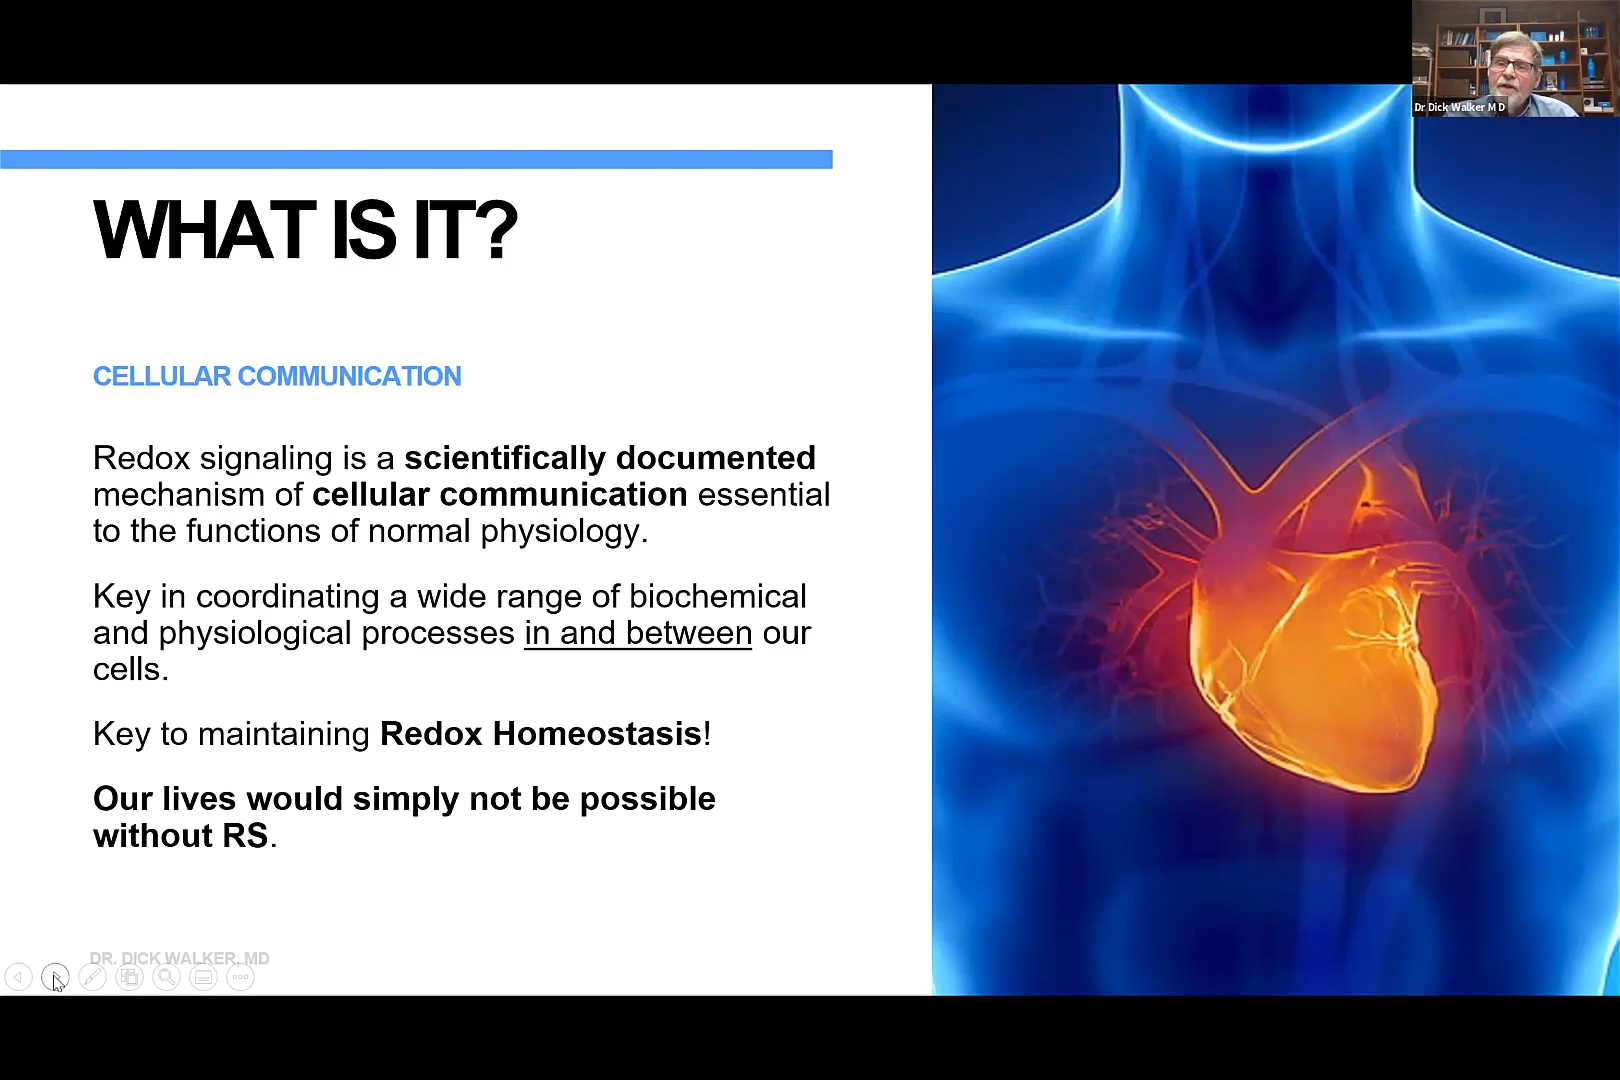 Dr Dick Walker M D
WHAT IS IT?
CELLULAR COMMUNICATION
Redox signaling is a scientifically documented
mechanism of cellular communication essential
to the functions of normal physiology.
Key in coordinating a wide range of biochemical
and physiological processes in and between our
cells.
Key to maintaining Redox Homeostasis!
Our lives would simply not be possible
without RS.
DR. DICK WALKER, MD